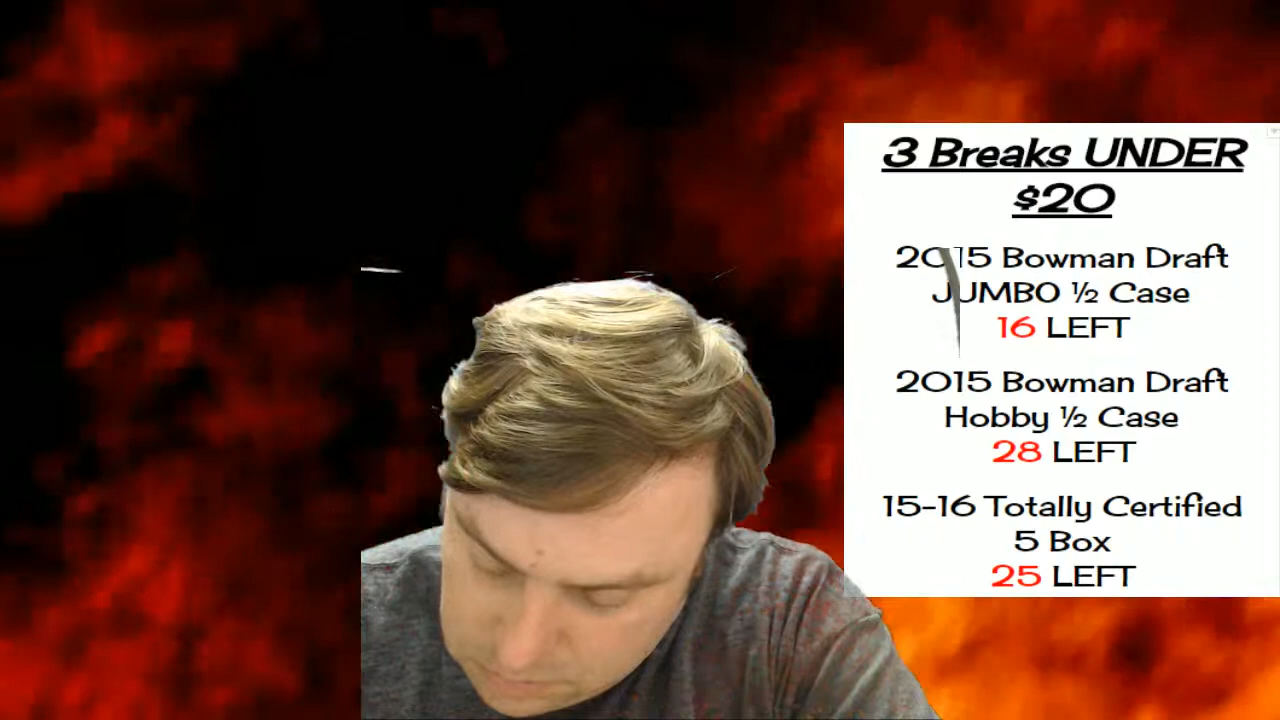 3 Breaks UNDER
$20
2015 Bowman Draft
JUMBO ½ Case
16 LEFT
2015 Bowman Draft
Hobby ½ Case
28 LEFT
15-16 Totally Certified
5 Box
25 LEFT